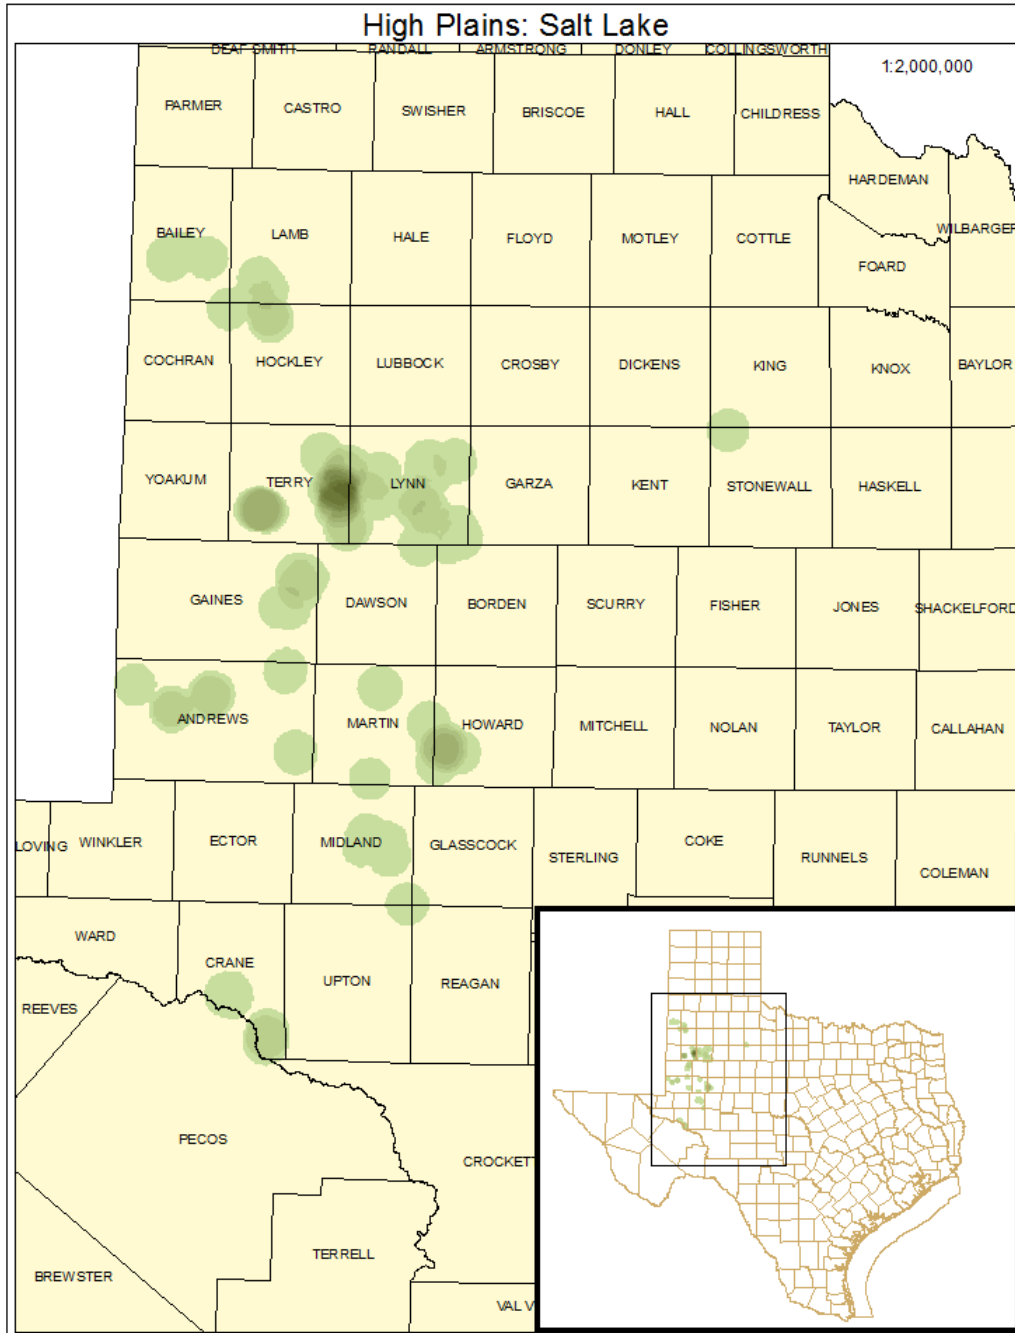 High Plains: Salt Lake
DEAF SMITH RANDALL ARMSTRONG DONLEY COLLINGSWORTH
1:2,000,000
PARMER CASTRO SWISHER BRISCOE HALL CHILDRESS
HARDEMAN
BAILEY LAMB HALE FLOYD MOTLEY COTTLE WILBARGER
FOARD
COCHRAN HOCKLEY LUBBOCK CROSBY DICKENS KING KNOX BAYLOR
YOAKUM TERRY LYNN GARZA KENT STONEWALL HASKELL
GAINES DAWSON BORDEN SCURRY FISHER JONES SHACKELFORD
ANDREWS MARTIN HOWARD MITCHELL NOLAN TAYLOR CALLAHAN
LOVING WINKLER ECTOR MIDLAND GLASSCOCK STERLING COKE RUNNELS COLEMAN
WARD CRANE UPTON REAGAN
REEVES
PECOS CROCKETT
TERRELL
BREWSTER
VAL V